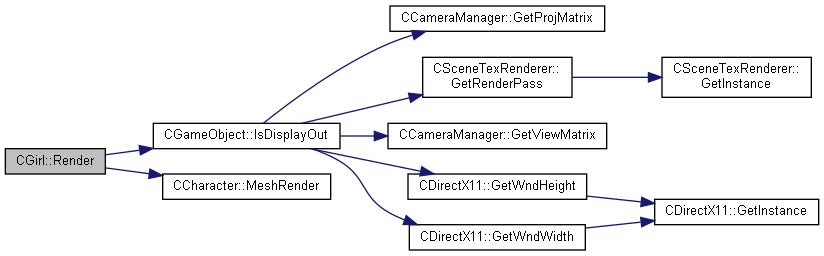 CGirl::Render
CGameObject::IsDisplayOut
CCharacter::MeshRender
CCameraManager::GetProjMatrix
CSceneTexRenderer::
GetRenderPass
CCameraManager::GetViewMatrix
CDirectX11::GetWndHeight
CDirectX11::GetWndWidth
CSceneTexRenderer::
GetInstance
CDirectX11::GetInstance